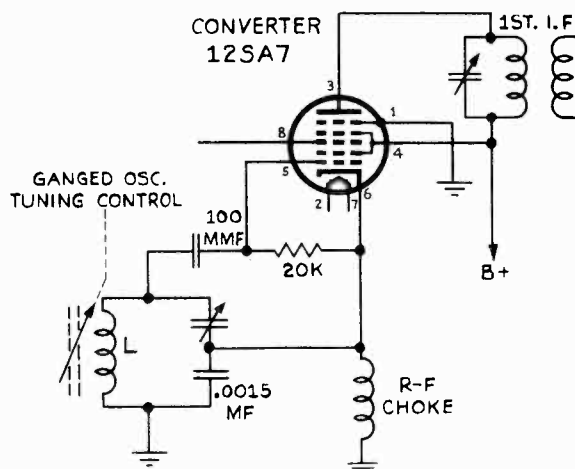 CONVERTER
12SA7
1ST. I.F
3
1
8
4
5
2
7
6
GANGED OSC.
TUNING CONTROL
100
MMF
20K
B+
L
.0015
MF
R-F
CHOKE